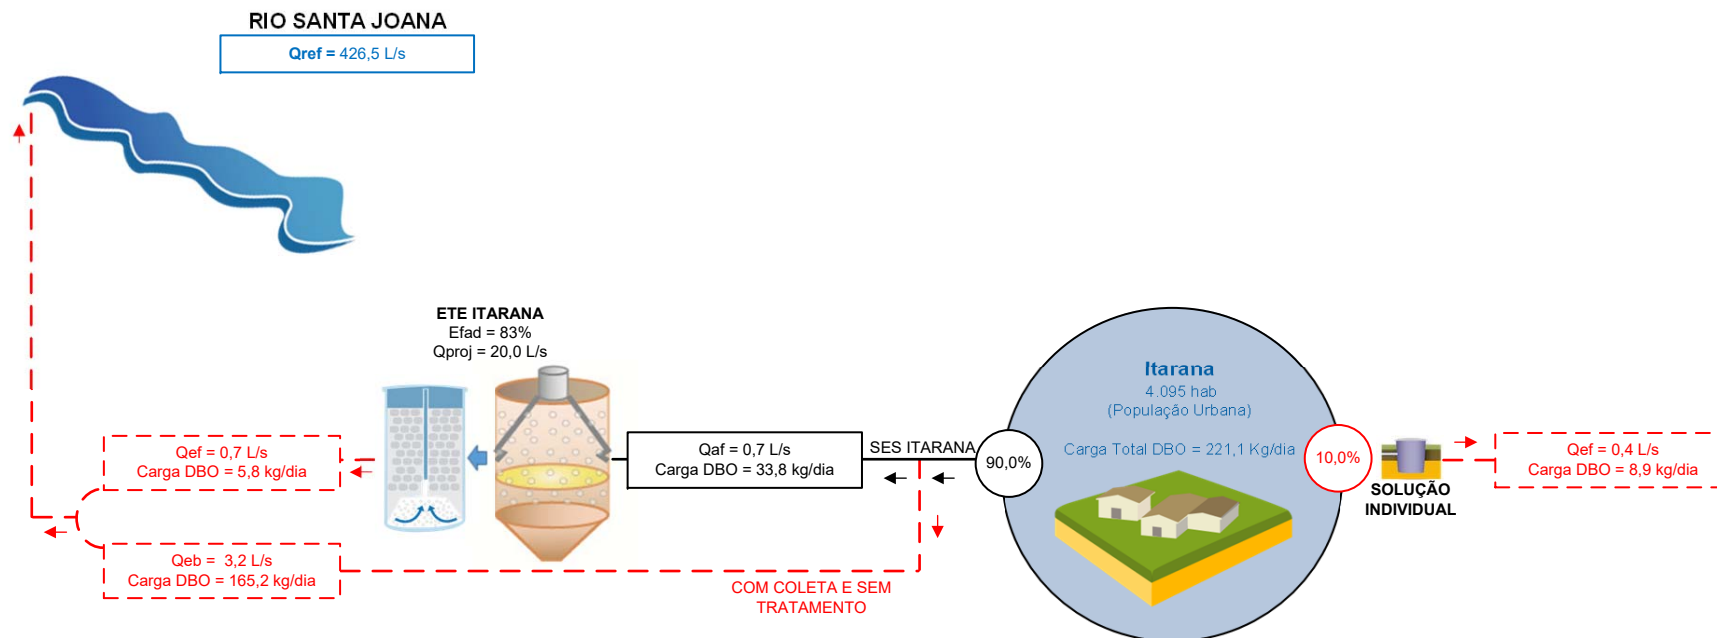 RIO SANTA JOANA
Qref = 426,5 L/s
ETE ITARANA
Efad = 83%
Qproj = 20,0 L/s
Qef = 0,7 L/s
Carga DBO = 5,8 kg/dia
Qeb = 3,2 L/s
Carga DBO = 165,2 kg/dia
Qaf = 0,7 L/s
Carga DBO = 33,8 kg/dia
SES ITARANA
COM COLETA E SEM
TRATAMENTO
90,0%
Itarana
4.095 hab
(População Urbana)
Carga Total DBO = 221,1 Kg/dia
10,0%
SOLUÇÃO
INDIVIDUAL
Qef = 0,4 L/s
Carga DBO = 8,9 kg/dia